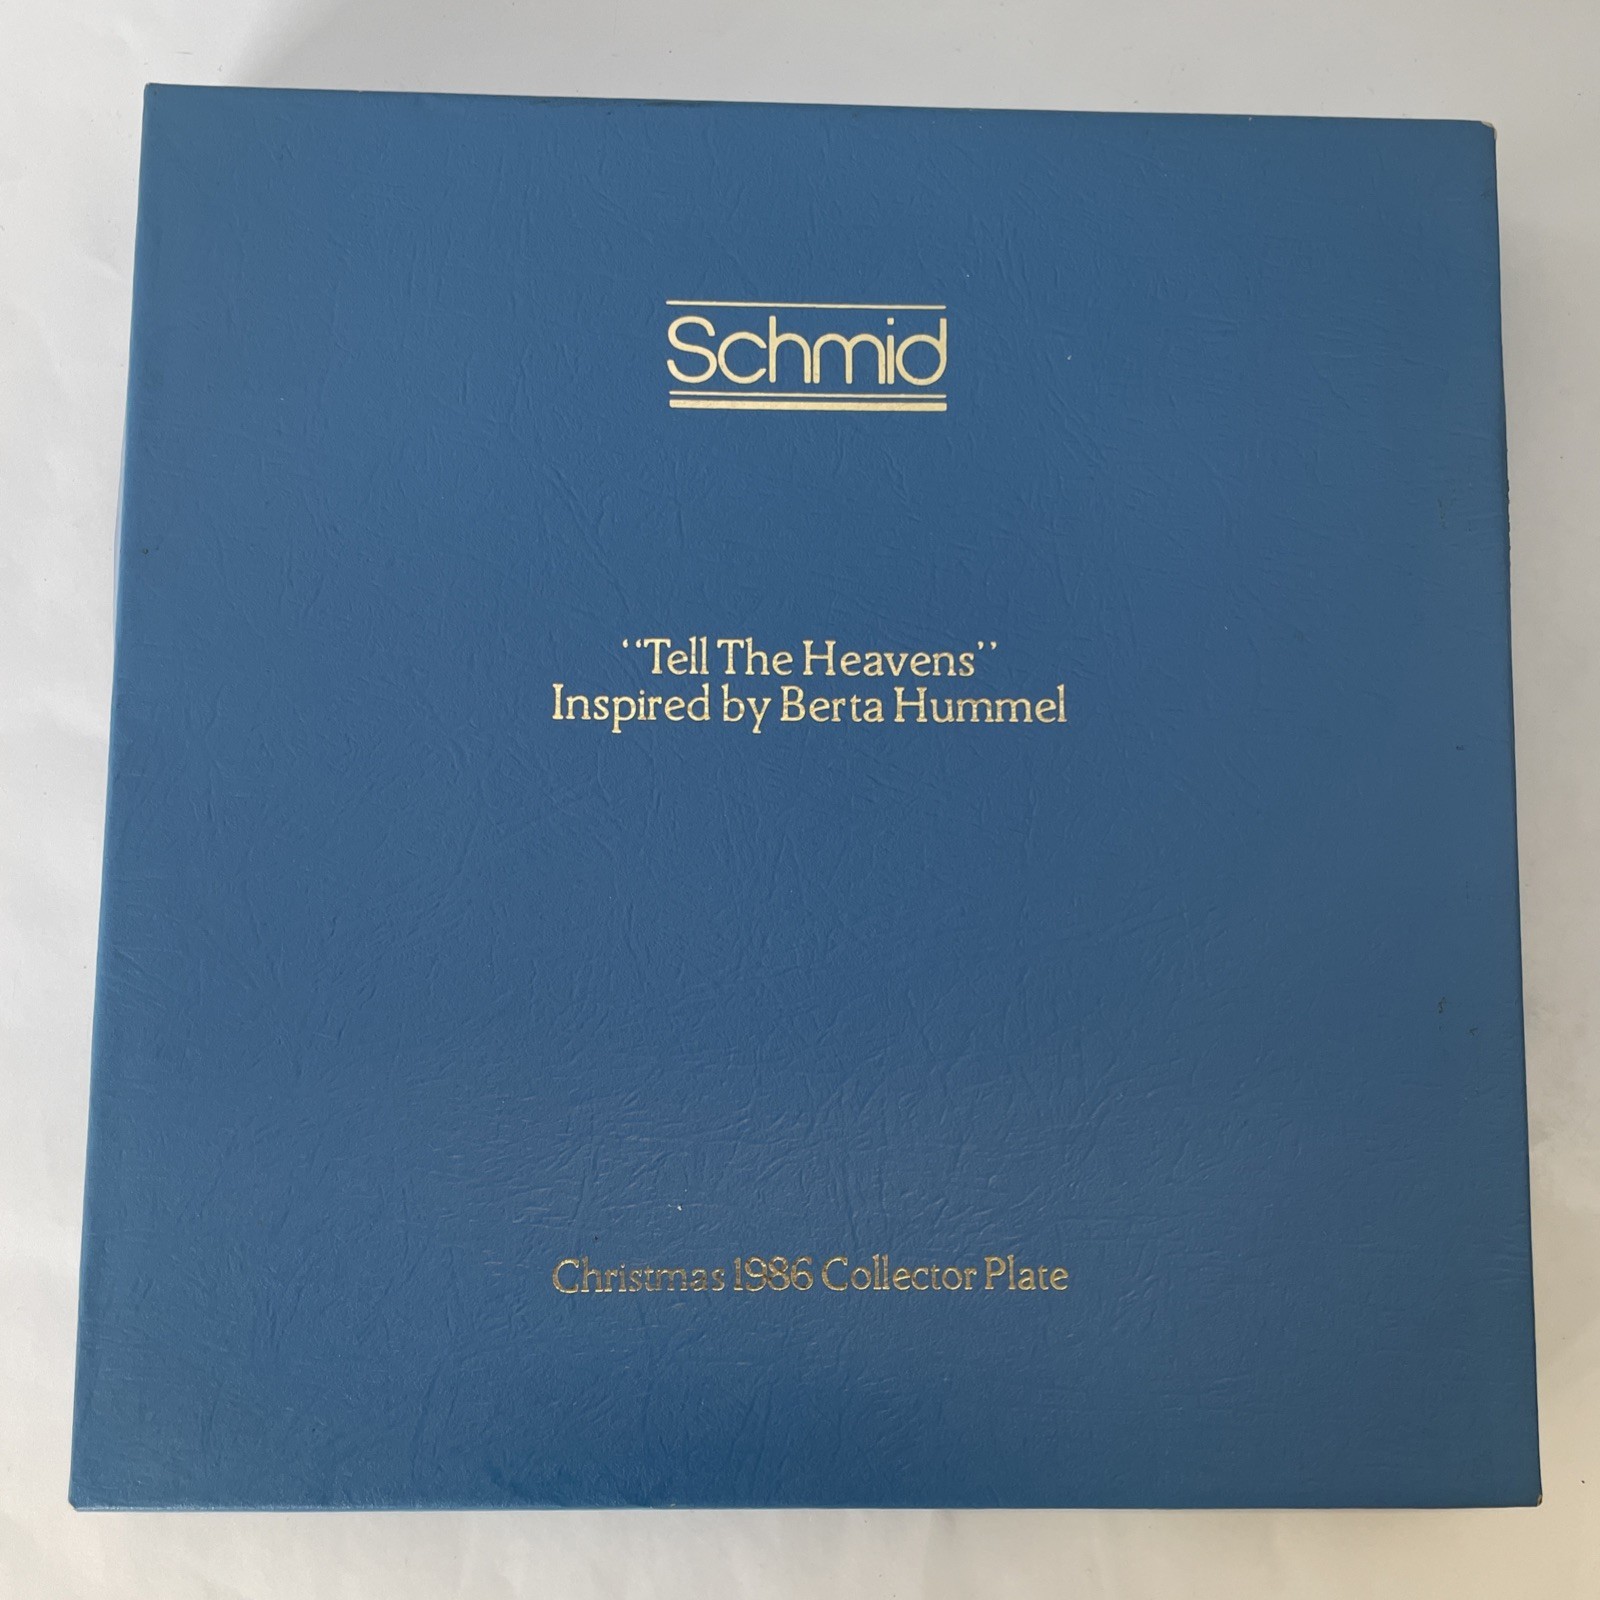 Schmid
“Tell The Heavens”
Inspired by Berta Hummel
Christmas 1986 Collector Plate